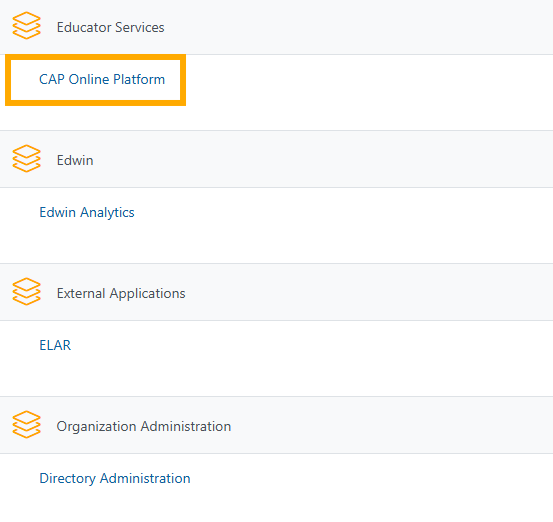 Educator Services
CAP Online Platform
Edwin
Edwin Analytics
External Applications
ELAR
Organization Administration
Directory Administration